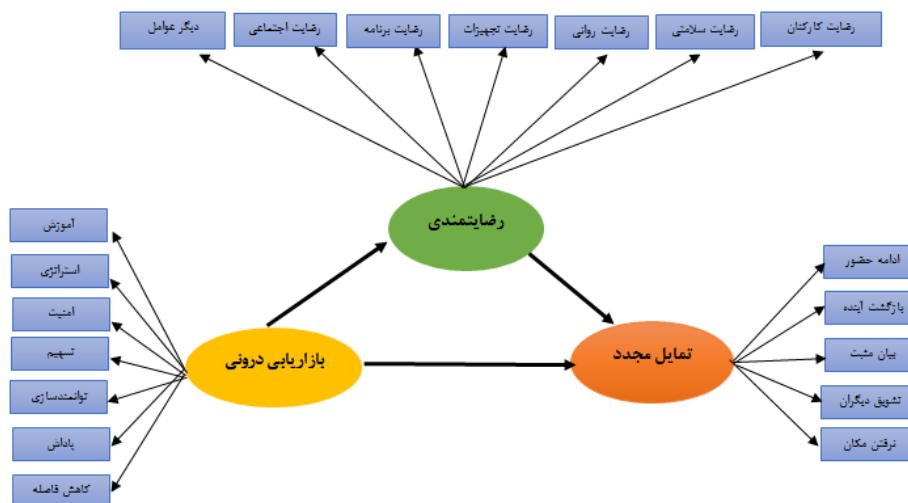 رضایت کارکنان
رضایت سلامتی
رضایت روانی
رضایت تجهیزات
رضایت برنامه
رضایت اجتماعی
دیگر عوامل
رضایتمندی
آموزش
استراتژی
امنیت
تسهیم
توانمندسازی
پاداش
کاهش فاصله
بازاریابی درونی
تمایل مجدد
ادامه حضور
بازگشت آینده
بیان مثبت
تشویق دیگران
نرفتن مکان